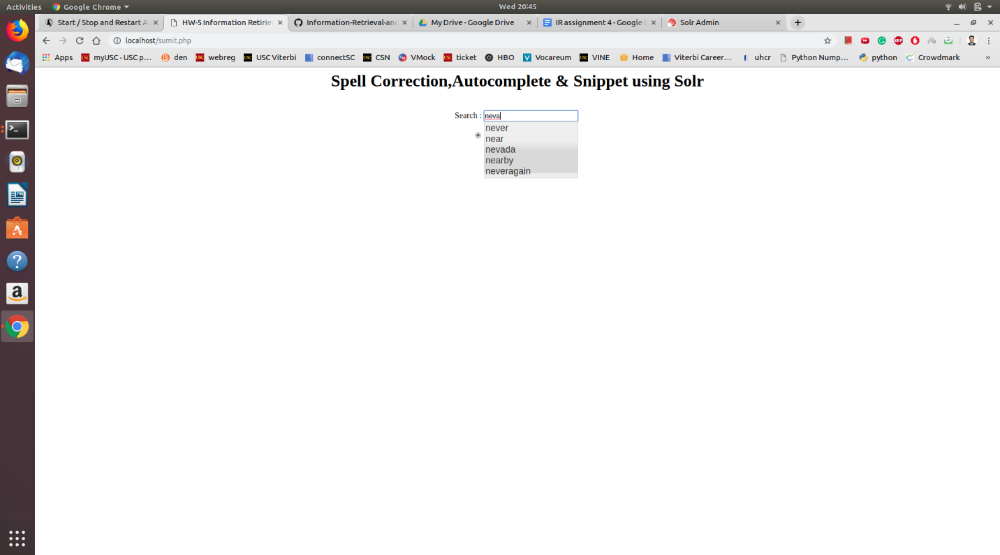 Activities Google Chrome Wed 20:45
Start / Stop and Restart A HW-5 Information Retirie Information-Retrieval-and My Drive - Google Drive IR assignment 4 - Google D Solr Admin
localhost/sumit.php
Apps myUSC · USC p... den webreg USC Viterbi connectSC CSN VMock ticket HBO Vocareum VINE Home Viterbi Career... uhcr Python Nump... python Crowdmark »
Spell Correction,Autocomplete & Snippet using Solr
Search : neva
never
near
nevada
nearby
neveragain